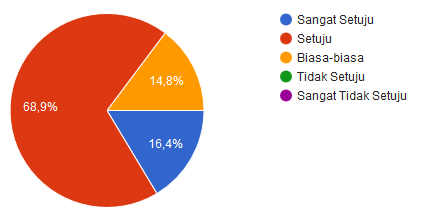 68,9%
14,8%
16,4%
Sangat Setuju
Setuju
Biasa-biasa
Tidak Setuju
Sangat Tidak Setuju